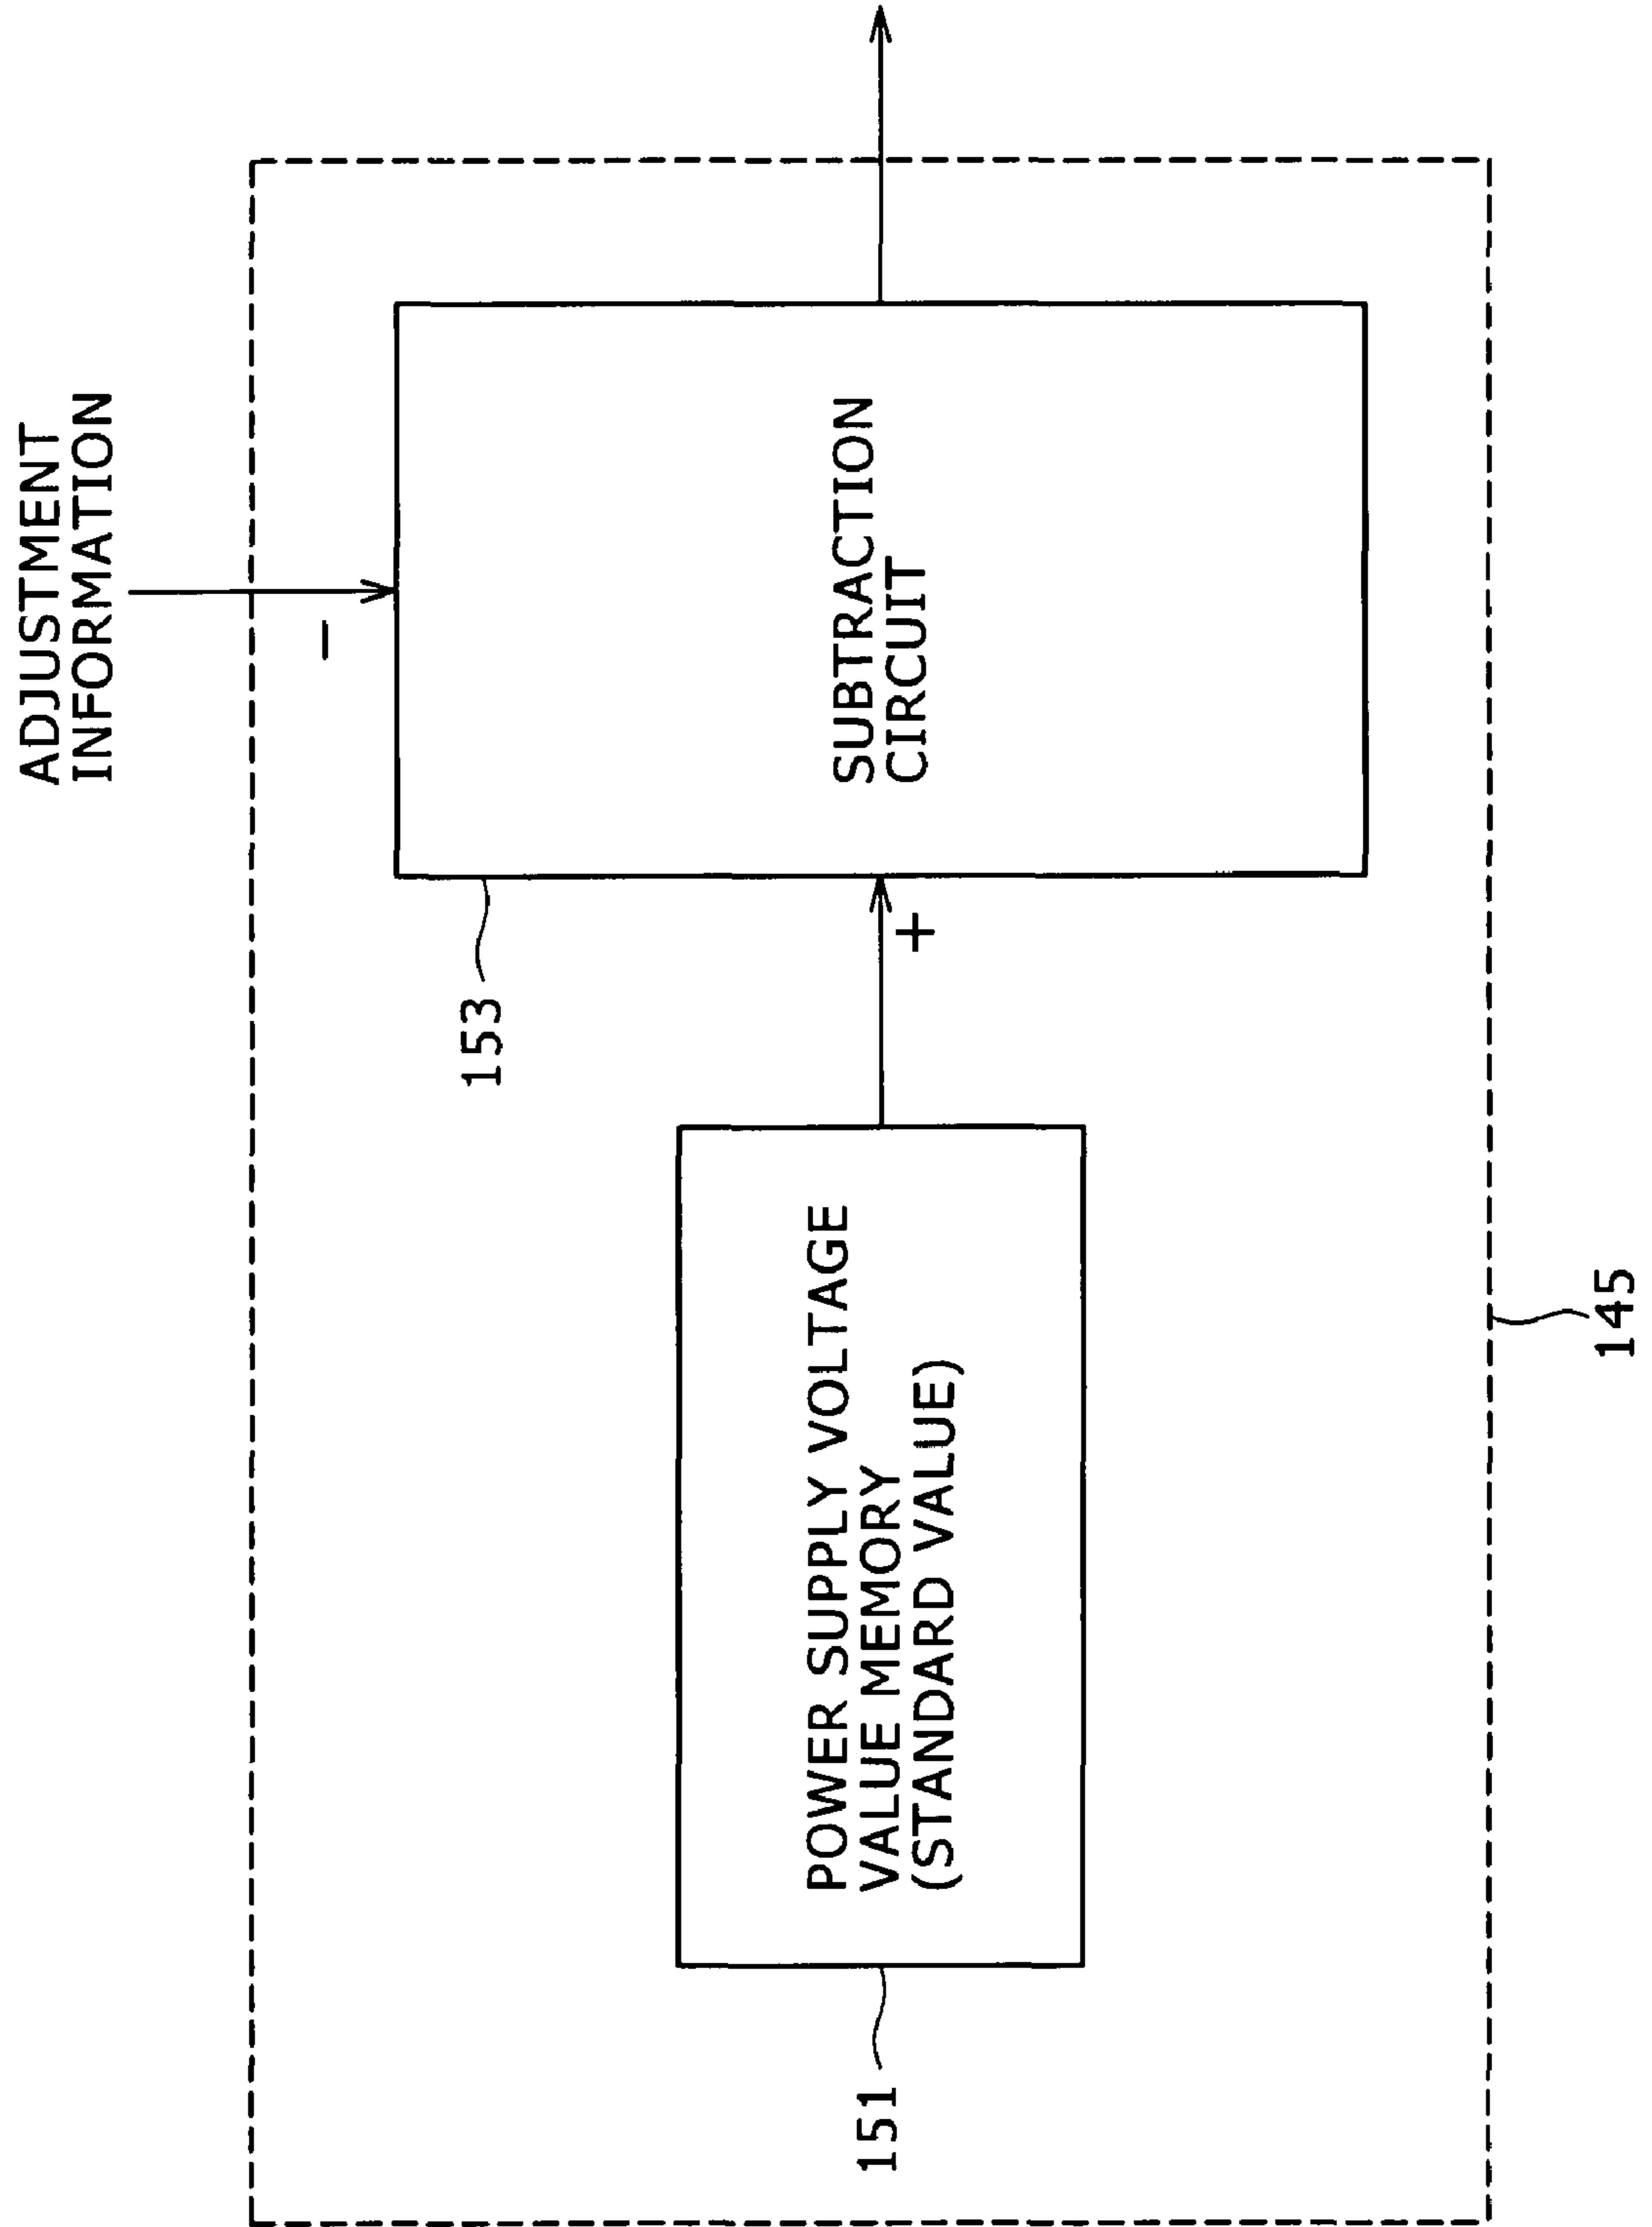 ADJUSTMENT
INFORMATION
−
153
SUBTRACTION
CIRCUIT
+
151
POWER SUPPLY VOLTAGE
VALUE MEMORY
(STANDARD VALUE)
145